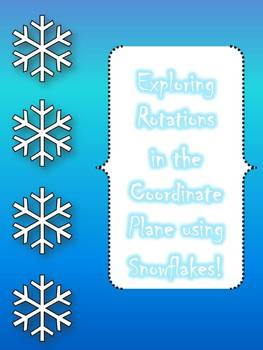 Exploring
Rotations
in the
Coordinate
Plane using
Snowflakes!